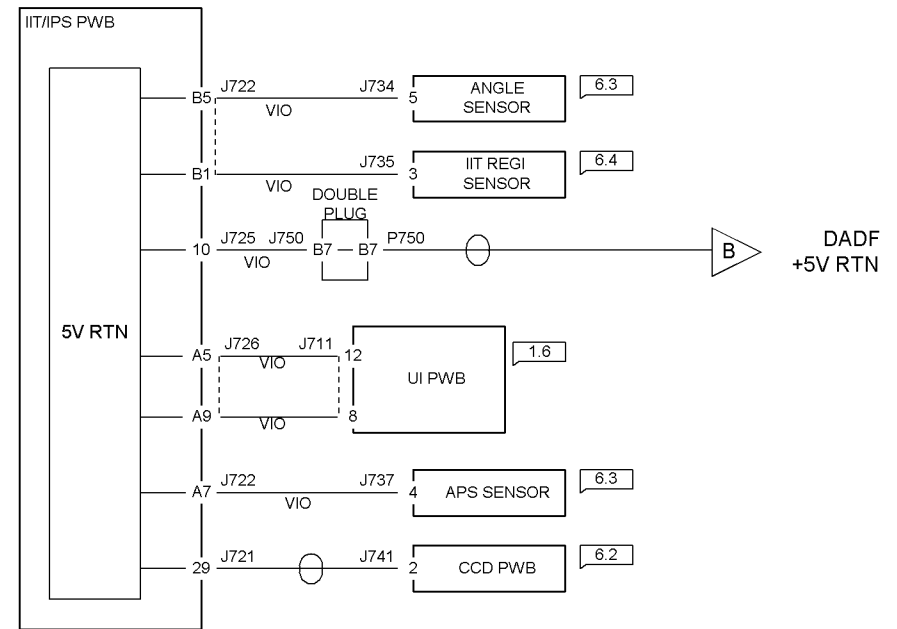 IIT/IPS PWB
B5 J722 VIO J734 5 ANGLE SENSOR 6.3
B1 VIO J735 3 IIT REGI SENSOR 6.4
DOUBLE PLUG
10 J725 VIO J750 B7 B7 P750 B DADF +5V RTN
5V RTN
A5 J726 VIO J711 12 UI PWB 1.6
A9 VIO 8
A7 J722 VIO J737 4 APS SENSOR 6.3
29 J721 J741 2 CCD PWB 6.2